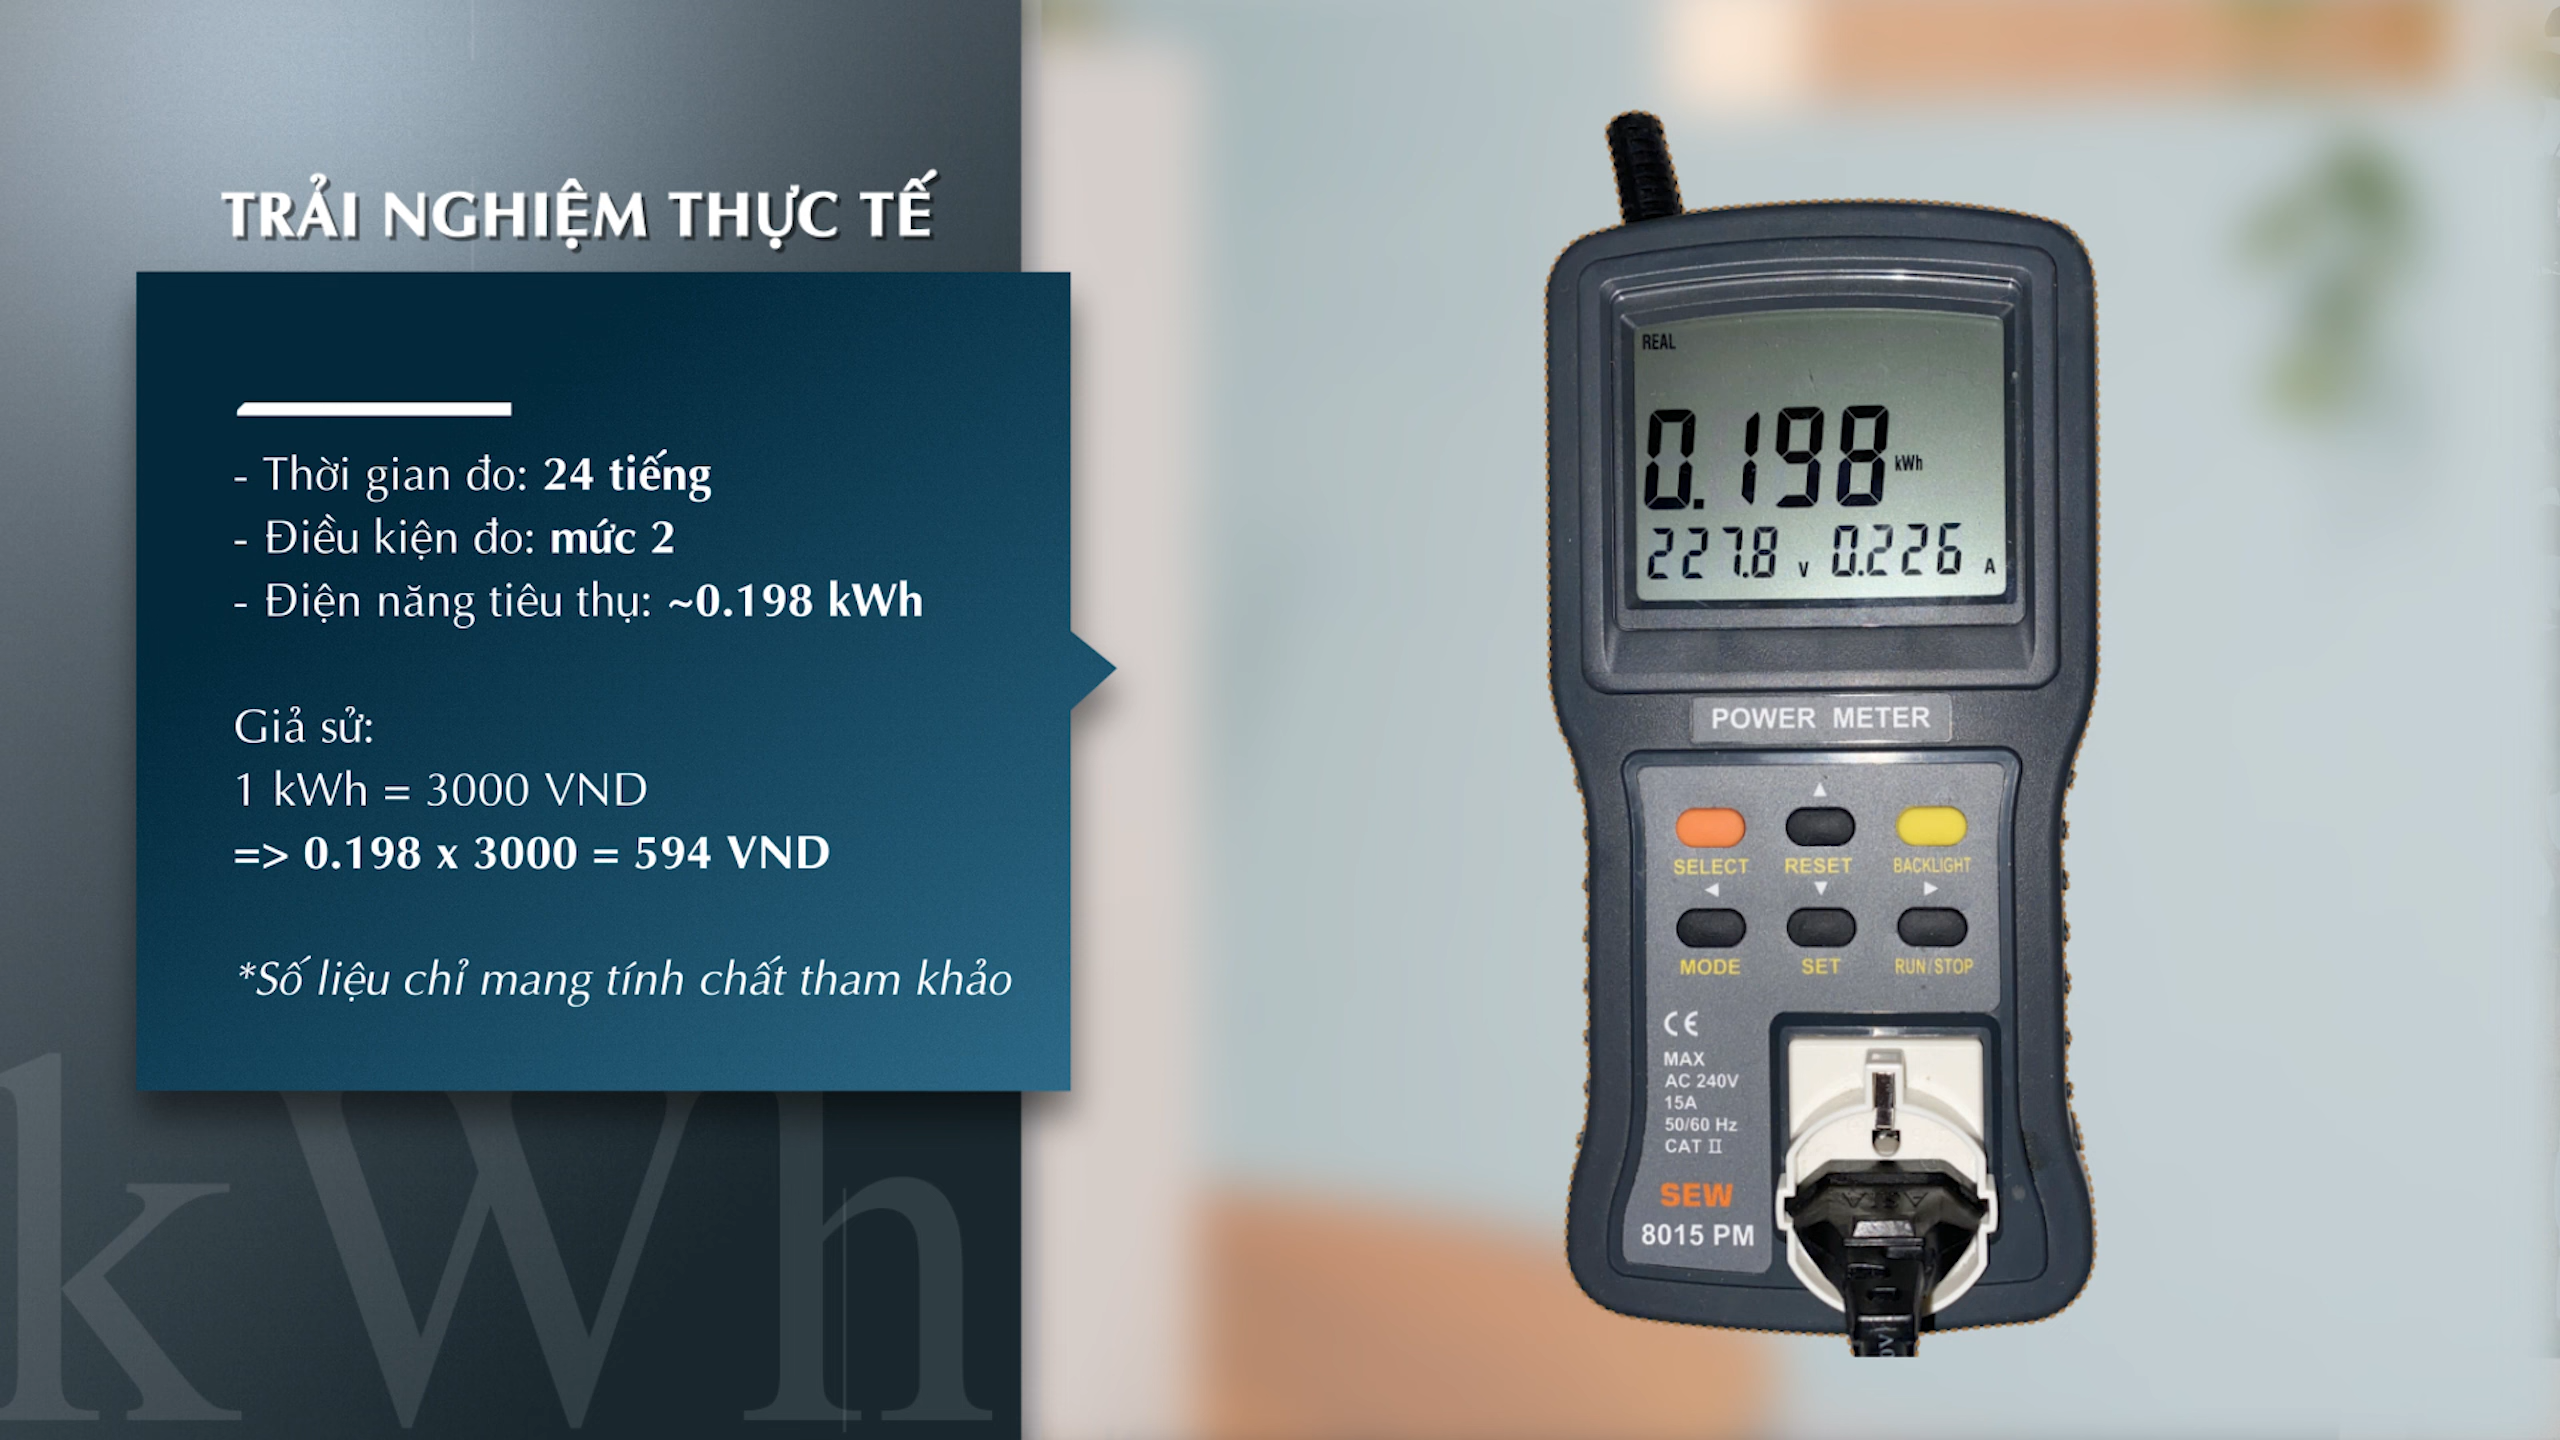 TRẢI NGHIỆM THỰC TẾ
- Thời gian đo: 24 tiếng
- Điều kiện đo: mức 2
- Điện năng tiêu thụ: ~0.198 kWh
Giả sử:
1 kWh = 3000 VND
=> 0.198 x 3000 = 594 VND
*Số liệu chỉ mang tính chất tham khảo
kWh
REAL
0.198 kWh
227.8 V 0.226 A
POWER METER
SELECT RESET BACKLIGHT
MODE SET RUN/STOP
CE
MAX
AC 240V
15A
50/60 Hz
CAT II
SEW
8015 PM